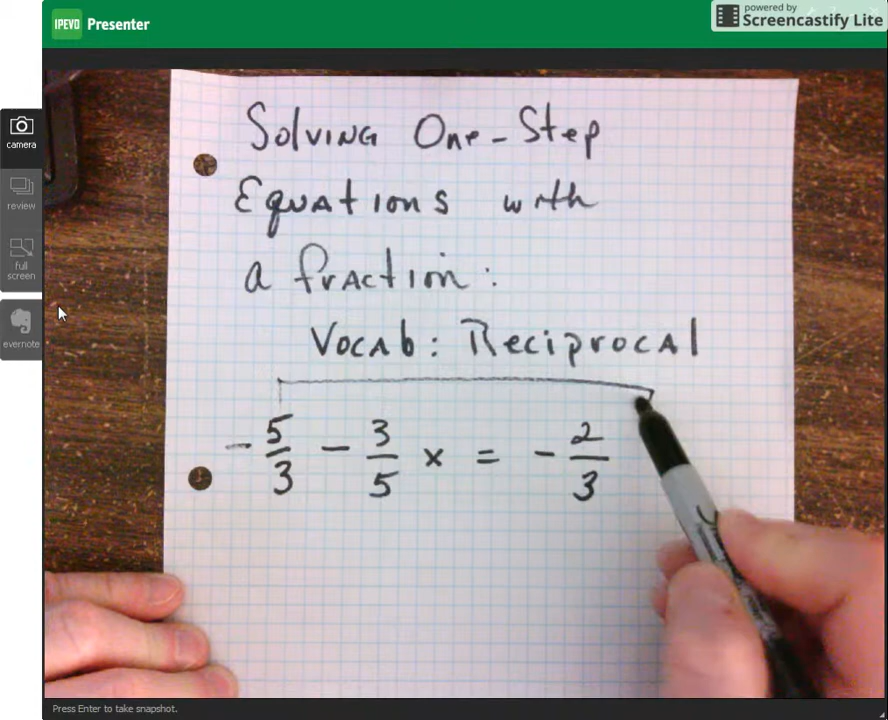 IPEVO Presenter
powered by
Screencastify Lite
camera
review
full
screen
evernote
Solving One-Step
Equations with
a fraction:
Vocab: Reciprocal
- 5/3 - 3/5 x = - 2/3
Press Enter to take snapshot.